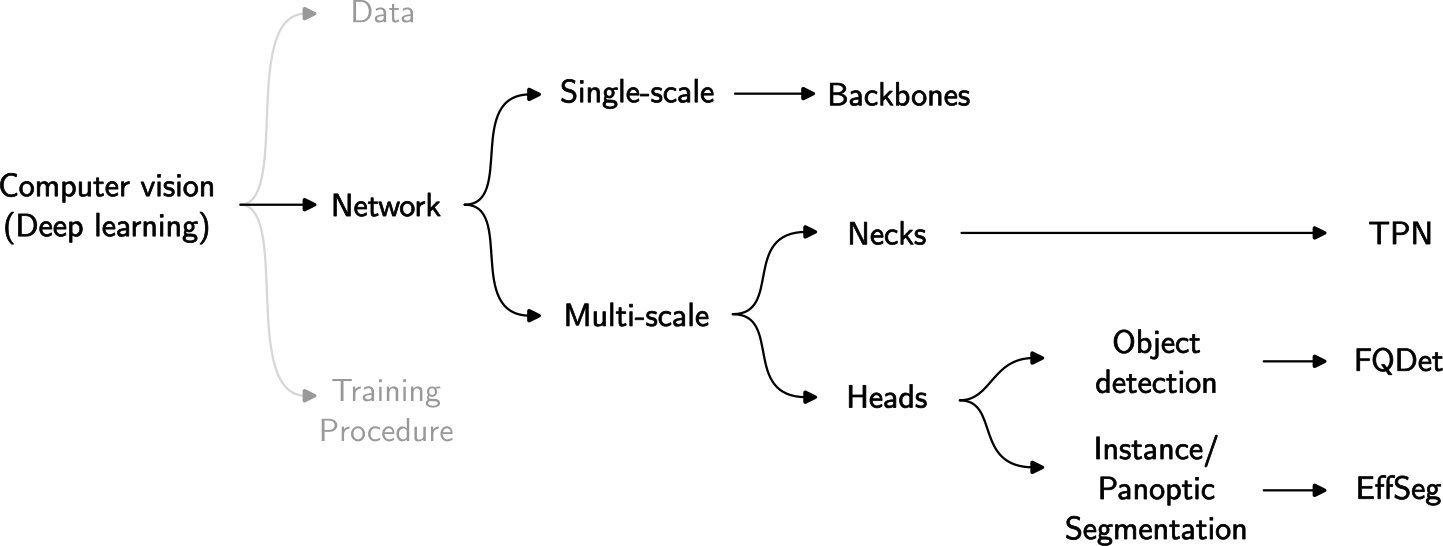 Data
Single-scale
Backbones
Computer vision
(Deep learning)
Network
Necks
TPN
Multi-scale
Object
detection
FQDet
Heads
Training
Procedure
Instance/
Panoptic
Segmentation
EffSeg